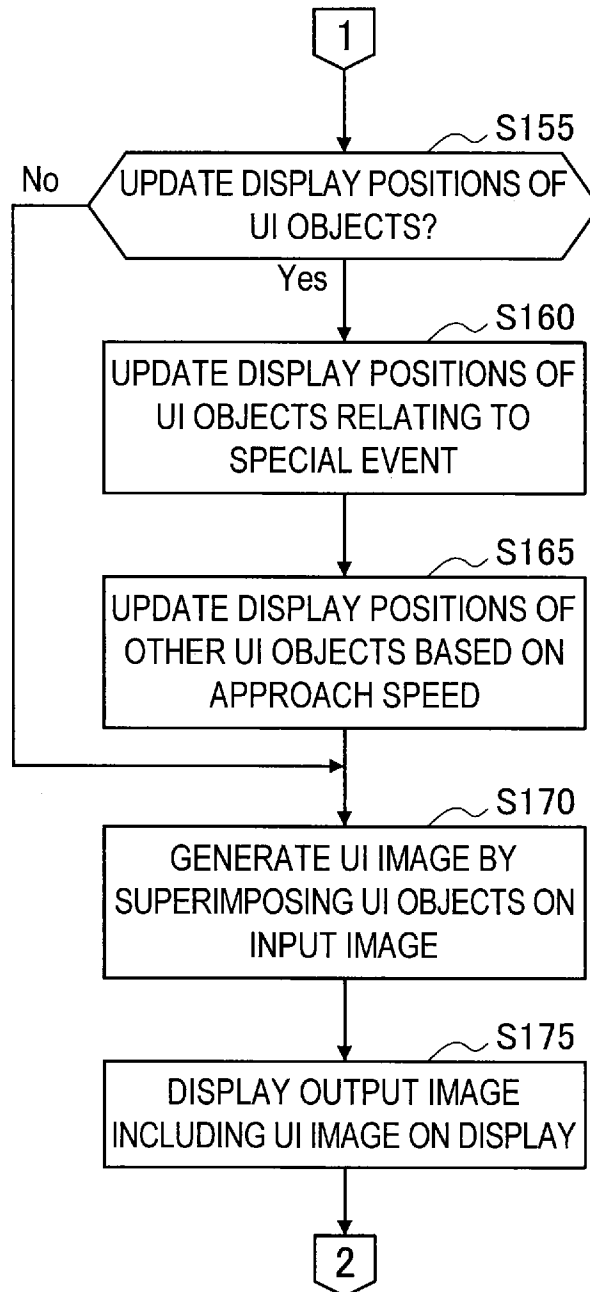 1
S155
No
UPDATE DISPLAY POSITIONS OF
UI OBJECTS?
Yes
S160
UPDATE DISPLAY POSITIONS OF
UI OBJECTS RELATING TO
SPECIAL EVENT
S165
UPDATE DISPLAY POSITIONS OF
OTHER UI OBJECTS BASED ON
APPROACH SPEED
S170
GENERATE UI IMAGE BY
SUPERIMPOSING UI OBJECTS ON
INPUT IMAGE
S175
DISPLAY OUTPUT IMAGE
INCLUDING UI IMAGE ON DISPLAY
2